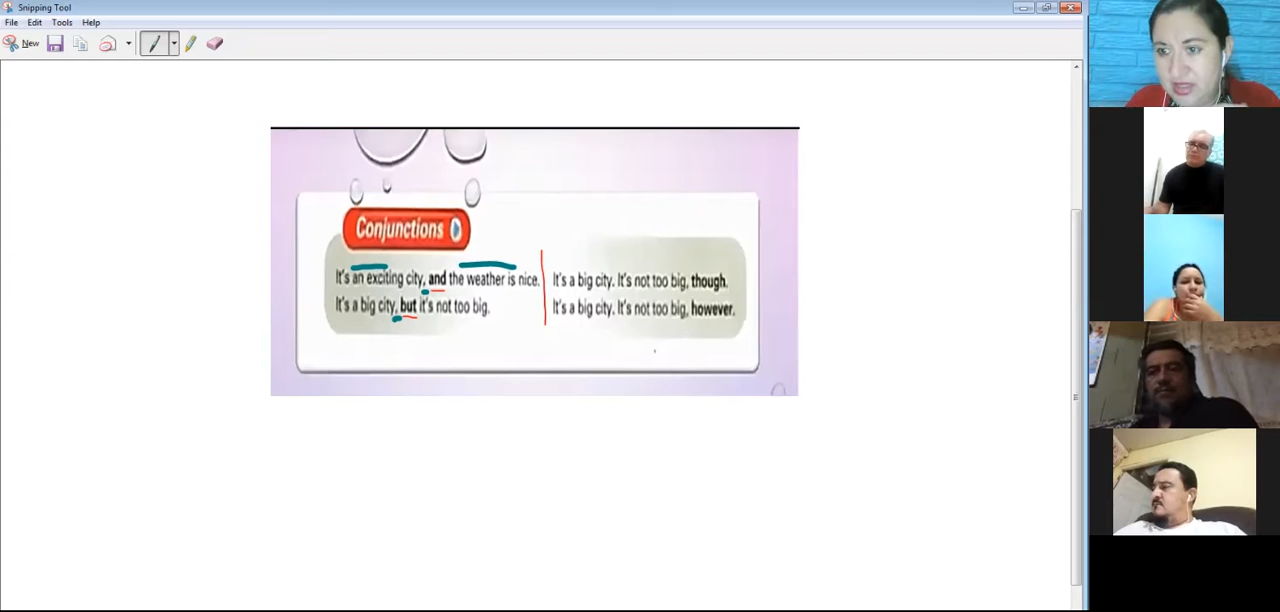 Snipping Tool
File Edit Tools Help
New
Conjunctions
It's an exciting city, and the weather is nice.
It's a big city, but it's not too big.
It's a big city. It's not too big, though.
It's a big city. It's not too big, however.